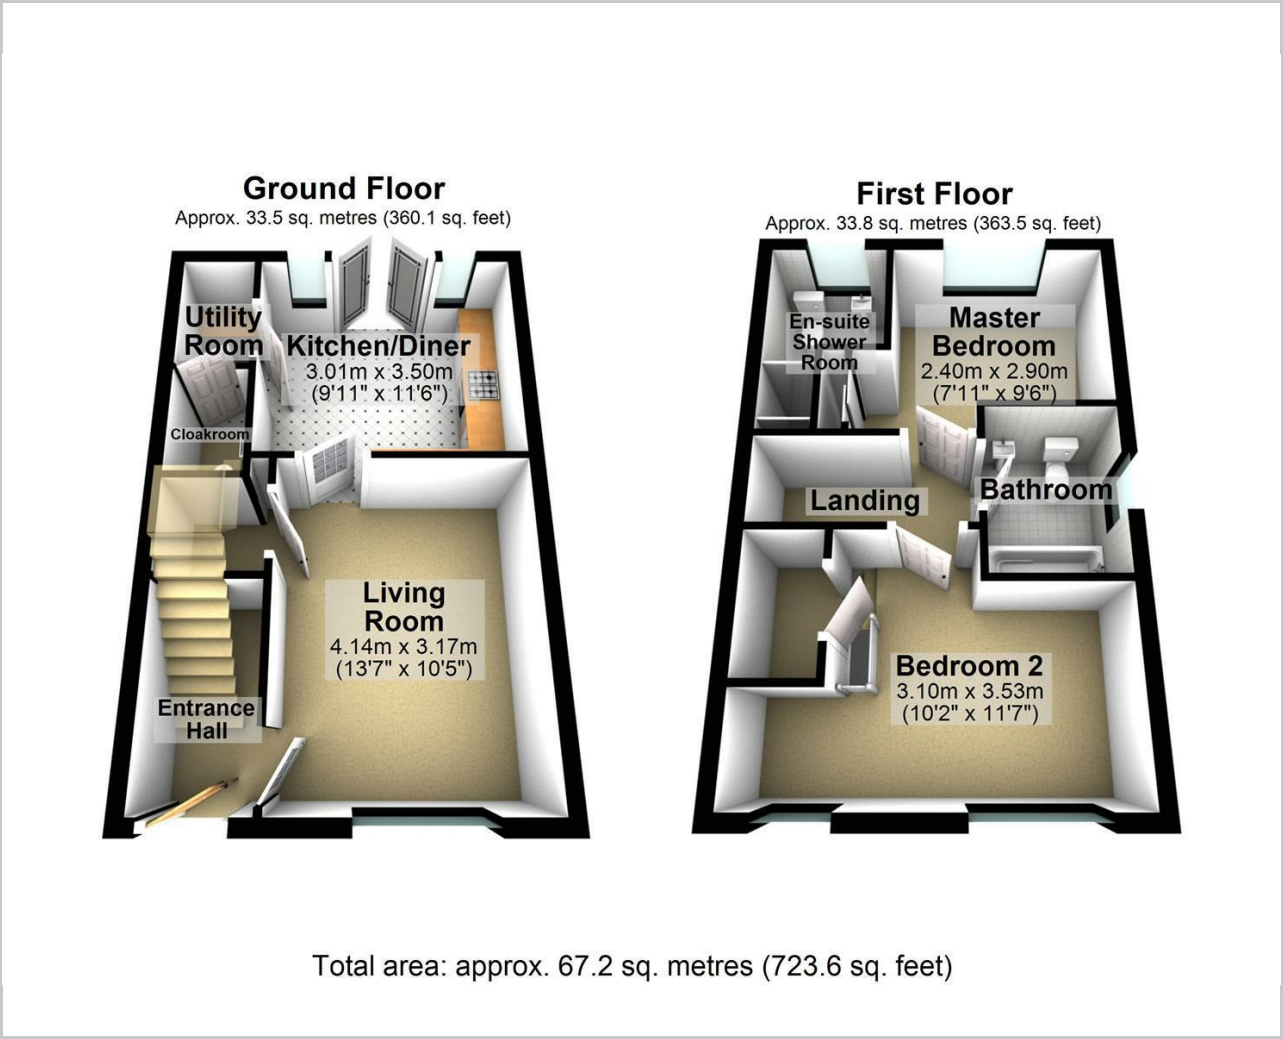 Ground Floor
Approx. 33.5 sq. metres (360.1 sq. feet)
Utility
Room
Kitchen/Diner
3.01m x 3.50m
(9'11" x 11'6")
Cloakroom
Living
Room
4.14m x 3.17m
(13'7" x 10'5")
Entrance
Hall
First Floor
Approx. 33.8 sq. metres (363.5 sq. feet)
En-suite
Shower
Room
Master
Bedroom
2.40m x 2.90m
(7'11" x 9'6")
Landing
Bathroom
Bedroom 2
3.10m x 3.53m
(10'2" x 11'7")
Total area: approx. 67.2 sq. metres (723.6 sq. feet)